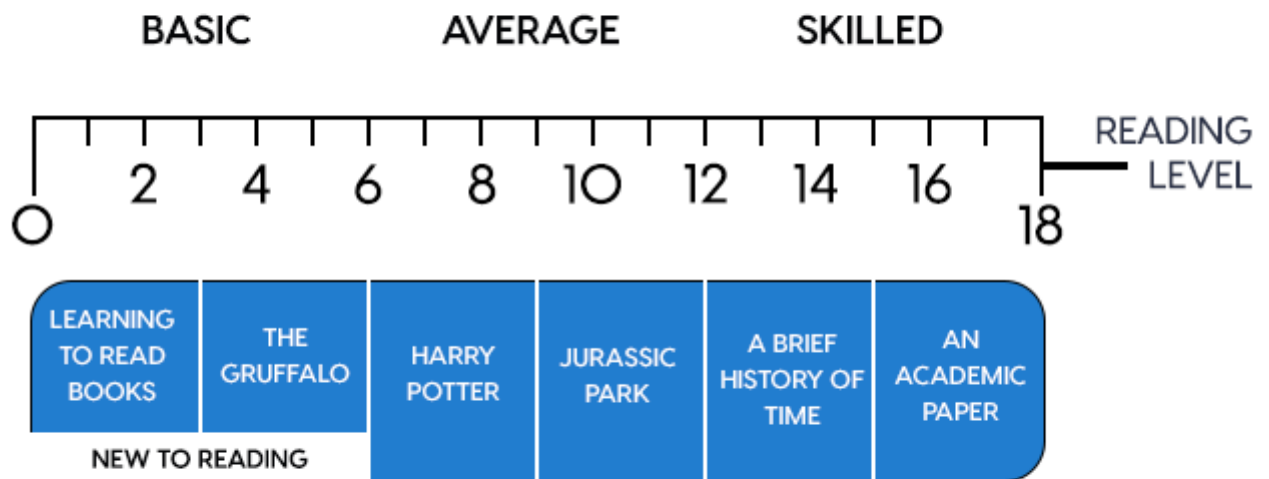 BASIC AVERAGE SKILLED
READING
LEVEL
2 4 6 8 10 12 14 16
0 18
LEARNING
TO READ
BOOKS
THE
GRUFFALO
HARRY
POTTER
JURASSIC
PARK
A BRIEF
HISTORY OF
TIME
AN
ACADEMIC
PAPER
NEW TO READING